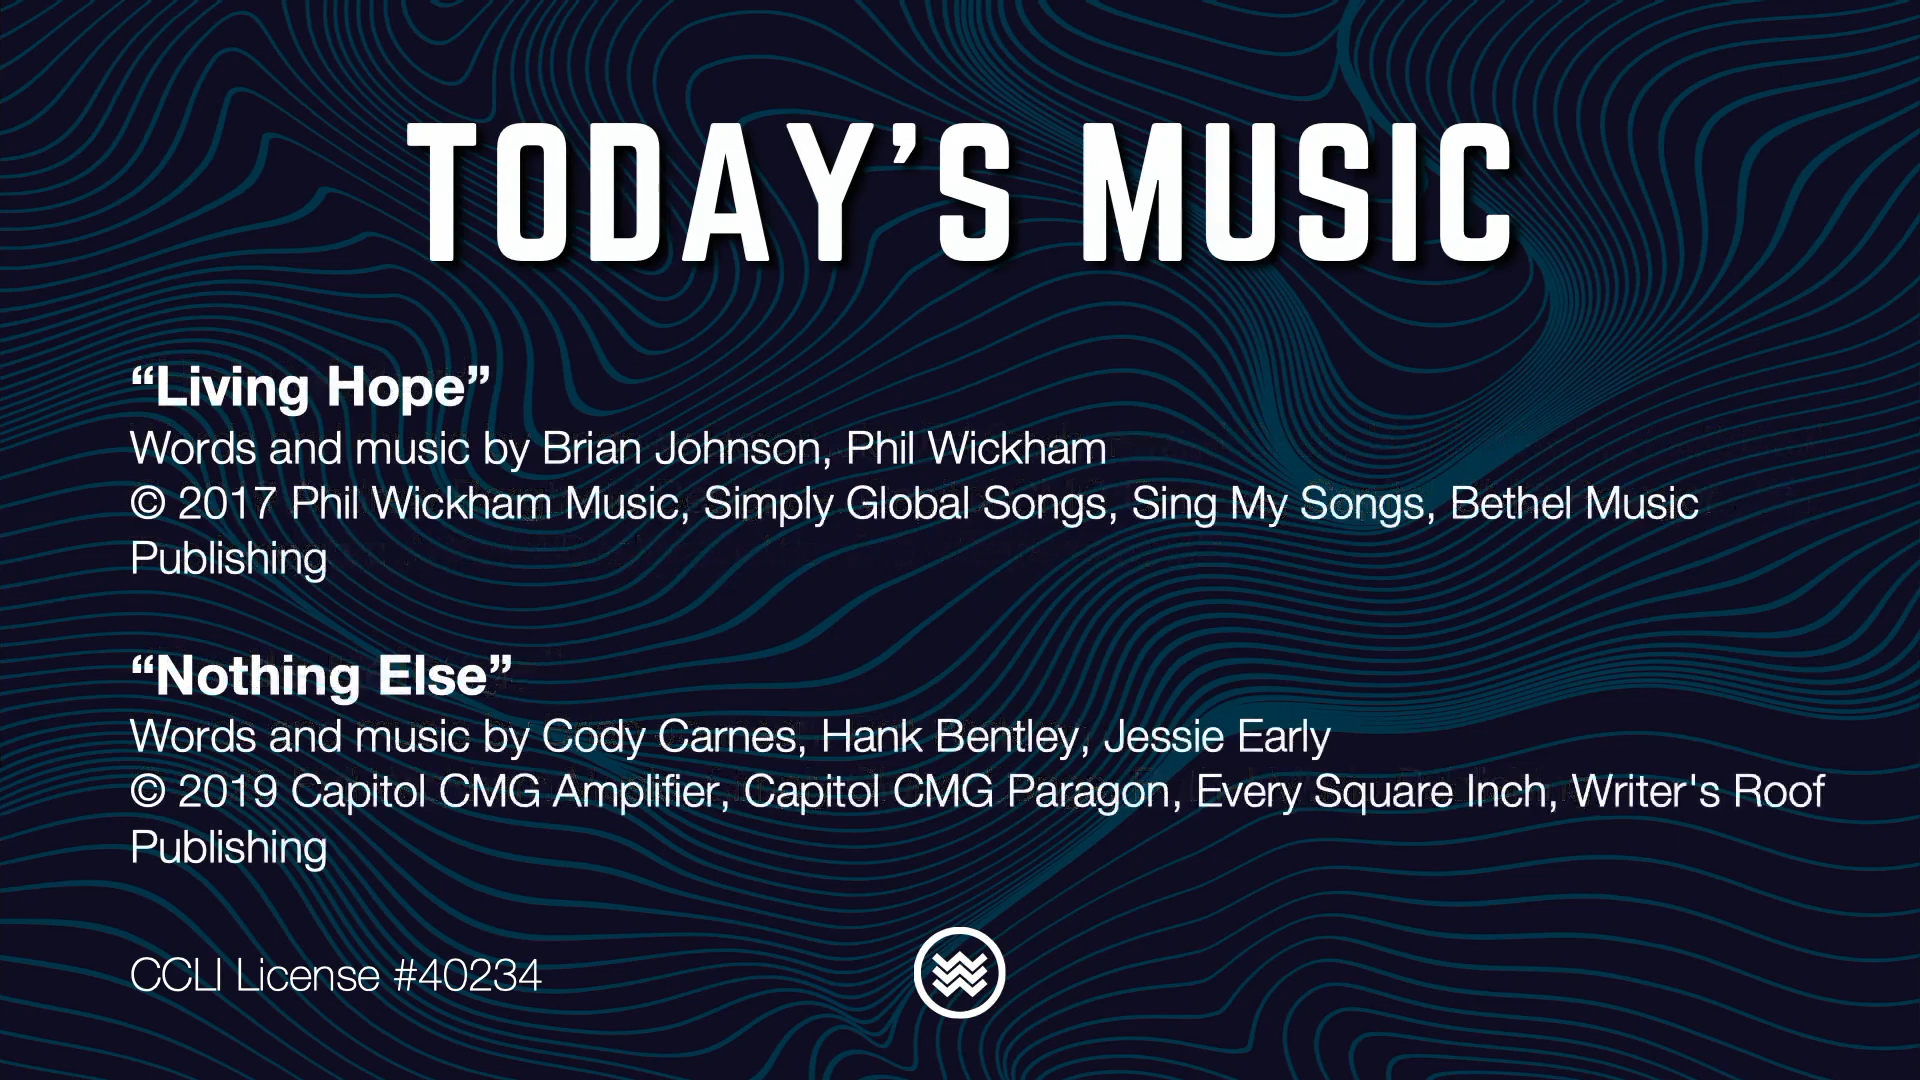 TODAY’S MUSIC
“Living Hope”
Words and music by Brian Johnson, Phil Wickham
© 2017 Phil Wickham Music, Simply Global Songs, Sing My Songs, Bethel Music
Publishing
“Nothing Else”
Words and music by Cody Carnes, Hank Bentley, Jessie Early
© 2019 Capitol CMG Amplifier, Capitol CMG Paragon, Every Square Inch, Writer's Roof
Publishing
CCLI License #40234